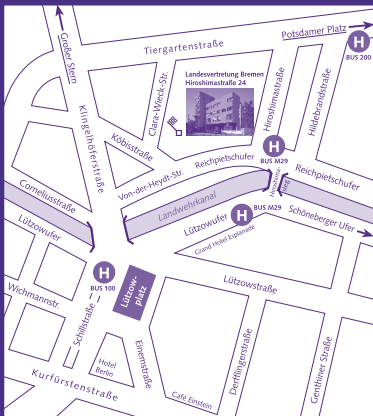 Potsdamer Platz
Großer Stern
Tiergartenstraße
H
BUS 200
Landesvertretung Bremen
Hiroshimastraße 24
Clara-Wieck-Str.
Hiroshimastraße
Hildebrandstraße
Klingelhöferstraße
Köbisstraße
H
BUS M29
Reichpietschufer
Von-der-Heydt-Str.
Reichpietschufer
Corneliusstraße
Landwehrkanal
Lützowufer
H
BUS M29
Schöneberger Ufer
Lützowufer
Grand Hotel Esplanade
H
BUS 100
Lützow-
platz
Lützowstraße
Wichmannstr.
Schillstraße
Einemstraße
Derfflingerstraße
Genthiner Straße
Hotel
Berlin
Kurfürstenstraße
Café Einstein